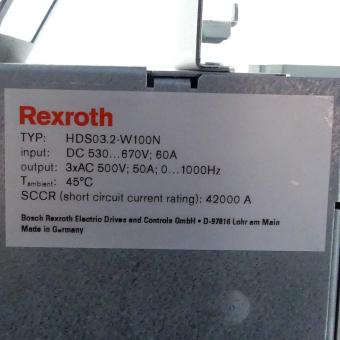 Rexroth
TYP: HDS03.2-W100N
input: DC 530...670V; 60A
output: 3xAC 500V; 50A; 0...1000Hz
Tambient: 45°C
SCCR (short circuit current rating): 42000 A
Bosch Rexroth Electric Drives and Controls GmbH • D-97816 Lohr am Main
Made in Germany